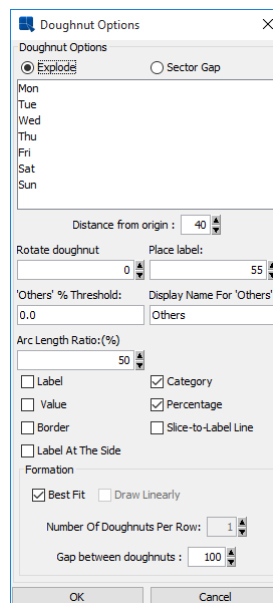 Doughnut Options
Doughnut Options
Explode Sector Gap
Mon
Tue
Wed
Thu
Fri
Sat
Sun
Distance from origin : 40
Rotate doughnut Place label:
0 55
'Others' % Threshold: Display Name For 'Others'
0.0 Others
Arc Length Ratio:(%)
50
Label Category
Value Percentage
Border Slice-to-Label Line
Label At The Side
Formation
Best Fit Draw Linearly
Number Of Doughnuts Per Row: 1
Gap between doughnuts : 100
OK Cancel